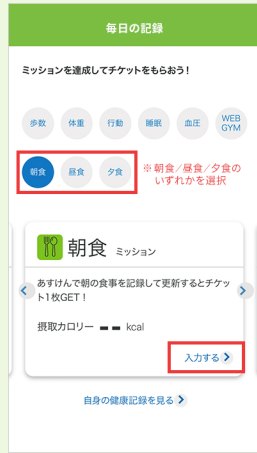 毎日の記録
ミッションを達成してチケットをもらおう！
歩数 体重 行動 睡眠 血圧 WEB GYM
朝食 昼食 夕食
※朝食/昼食/夕食の
いずれかを選択
朝食 ミッション
あすけんで朝の食事を記録して更新するとチケッ
ト1枚GET！
摂取カロリー -- kcal
入力する
自身の健康記録を見る